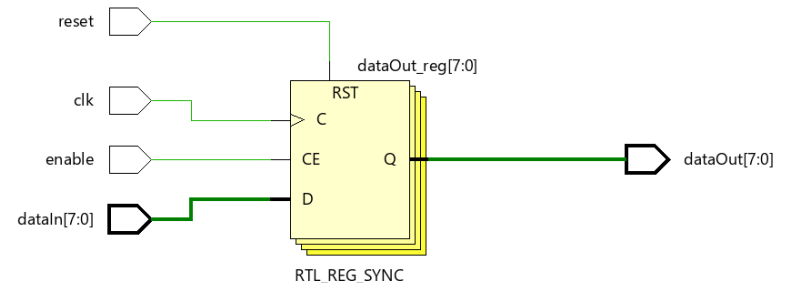 reset
dataOut_reg[7:0]
RST
clk
C
enable
CE
Q
dataOut[7:0]
dataIn[7:0]
D
RTL_REG_SYNC